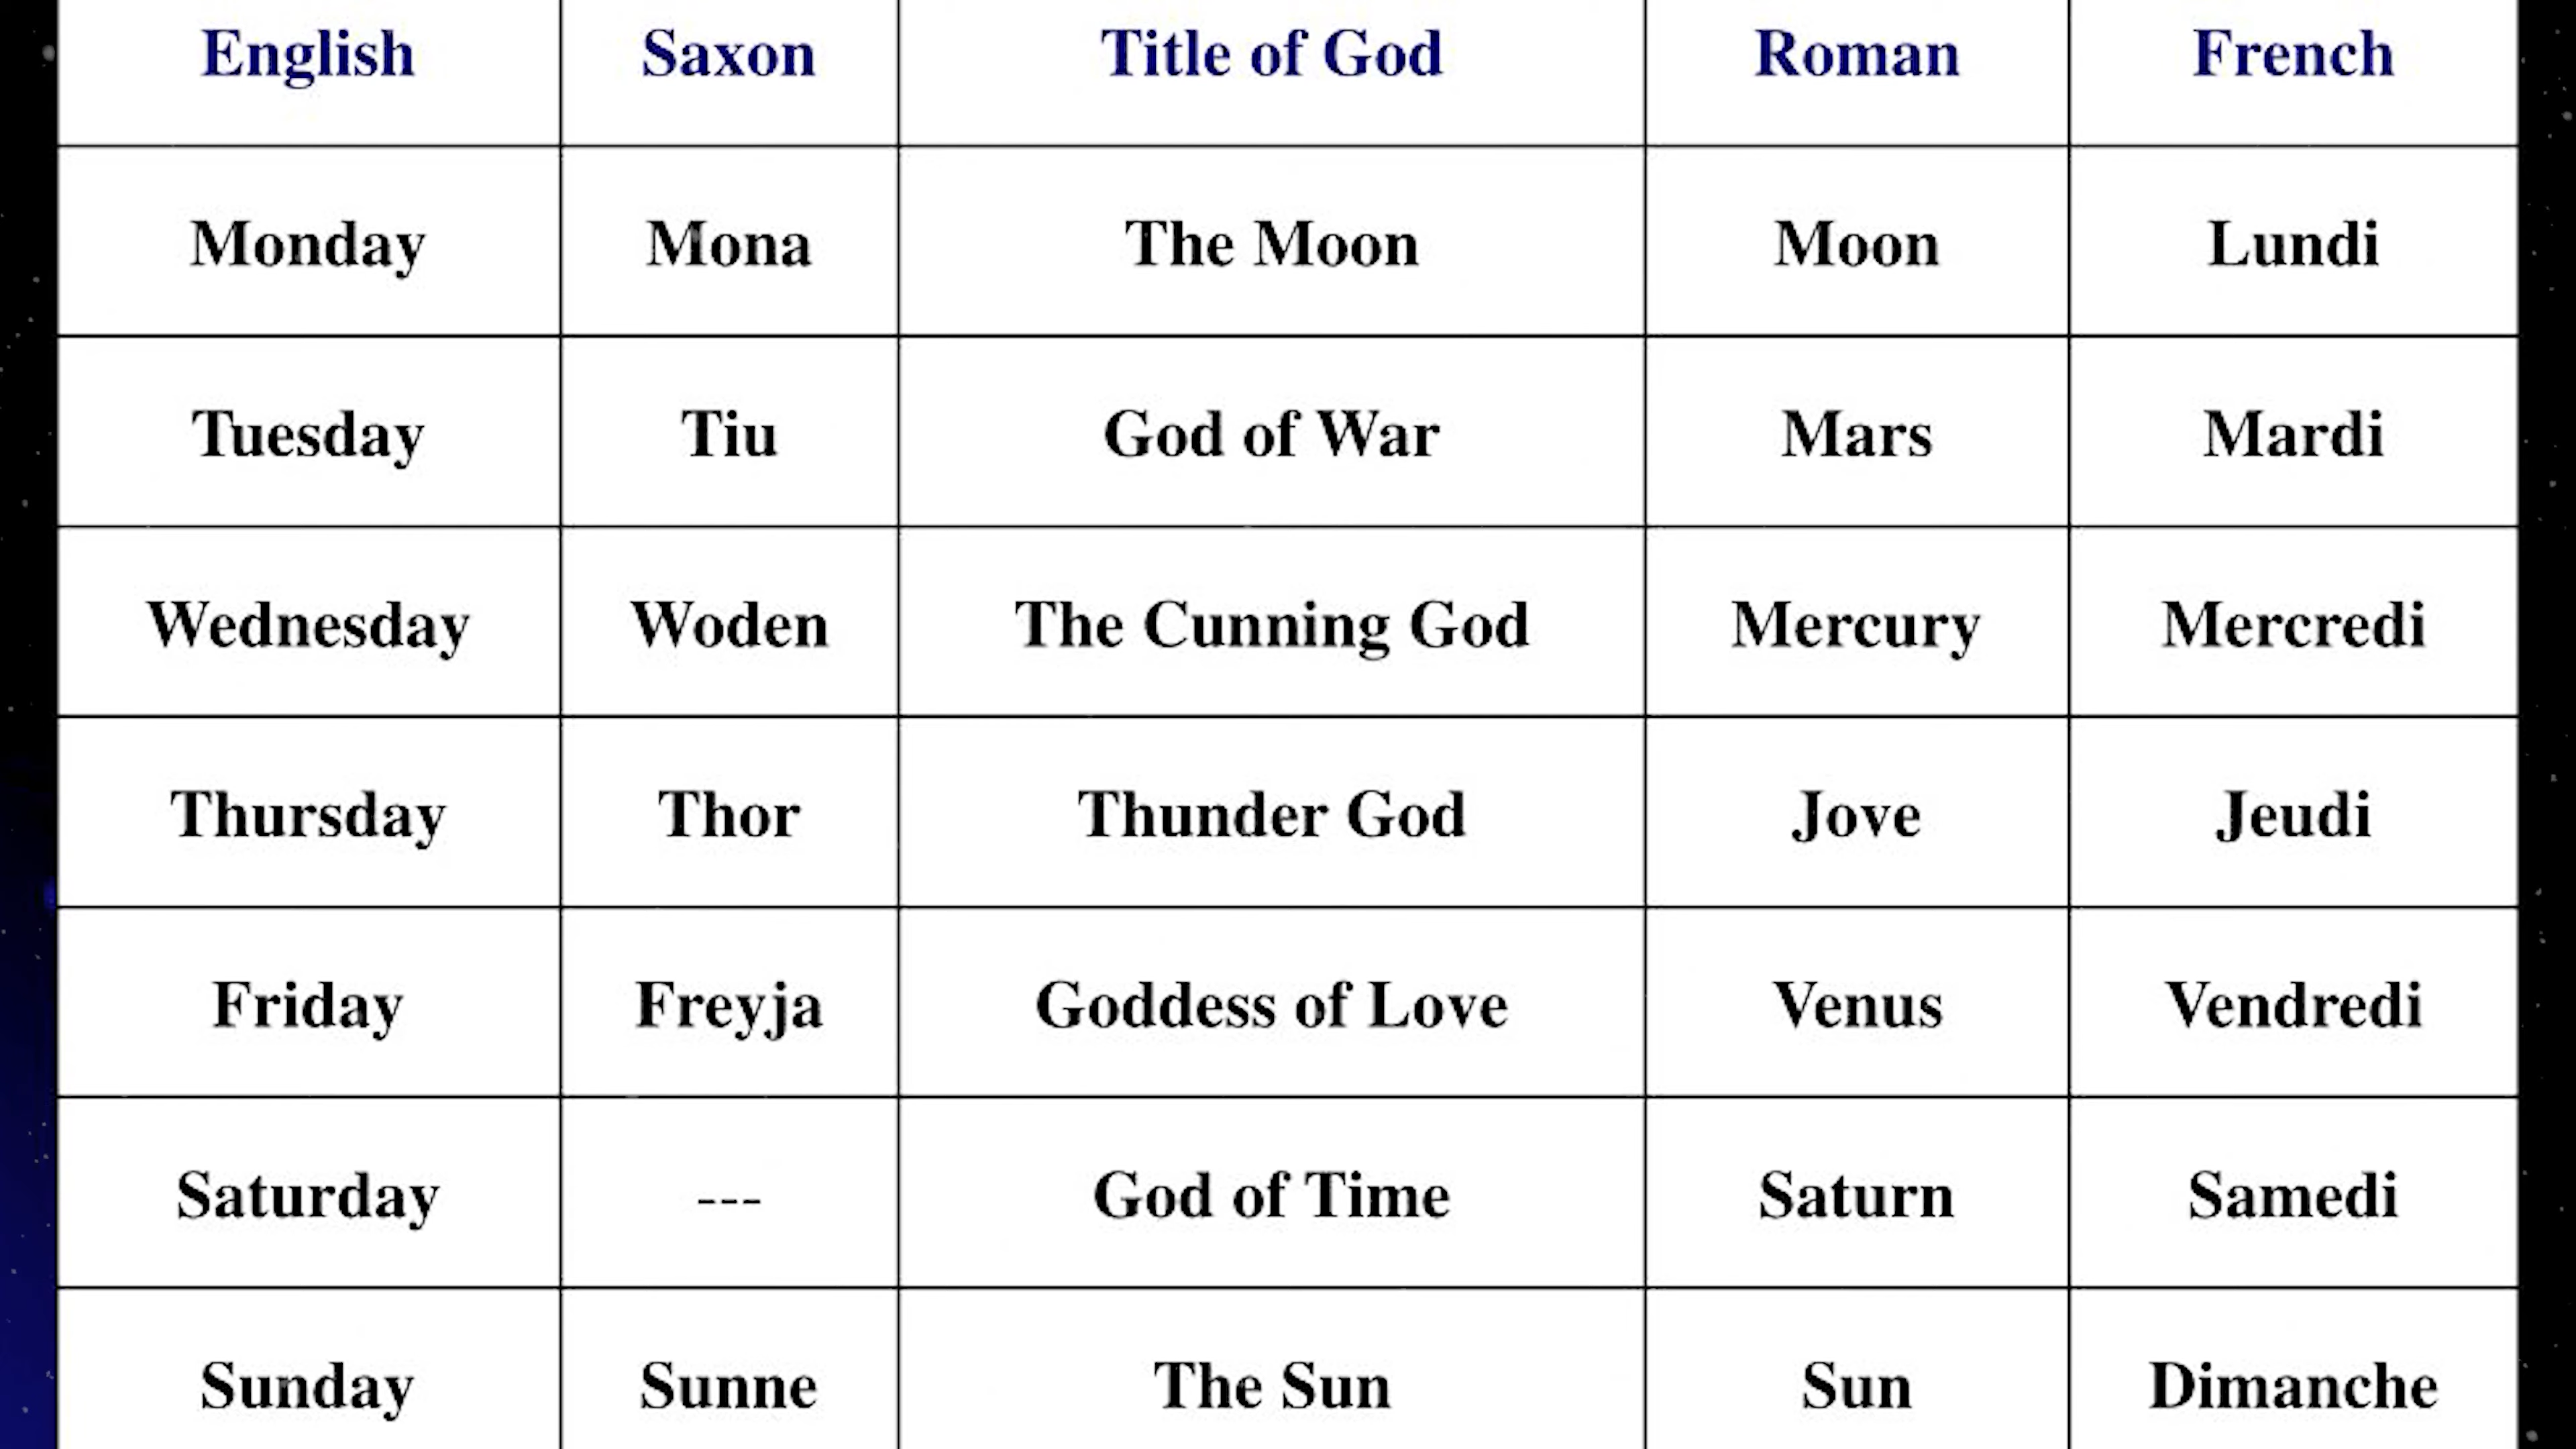 English Saxon Title of God Roman French
Monday Mona The Moon Moon Lundi
Tuesday Tiu God of War Mars Mardi
Wednesday Woden The Cunning God Mercury Mercredi
Thursday Thor Thunder God Jove Jeudi
Friday Freyja Goddess of Love Venus Vendredi
Saturday --- God of Time Saturn Samedi
Sunday Sunne The Sun Sun Dimanche